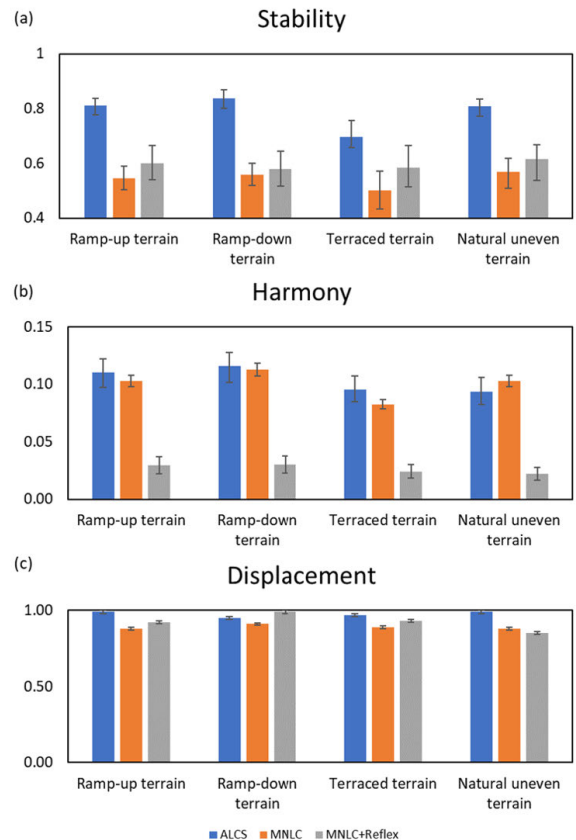 (a)
Stability
1
0.8
0.6
0.4
Ramp-up terrain
Ramp-down
terrain
Terraced terrain
Natural uneven
terrain
(b)
Harmony
0.15
0.10
0.05
0.00
Ramp-up terrain
Ramp-down
terrain
Terraced terrain
Natural uneven
terrain
(c)
Displacement
1.00
0.50
0.00
Ramp-up terrain
Ramp-down
terrain
Terraced terrain
Natural uneven
terrain
ALCS MNLC MNLC+Reflex